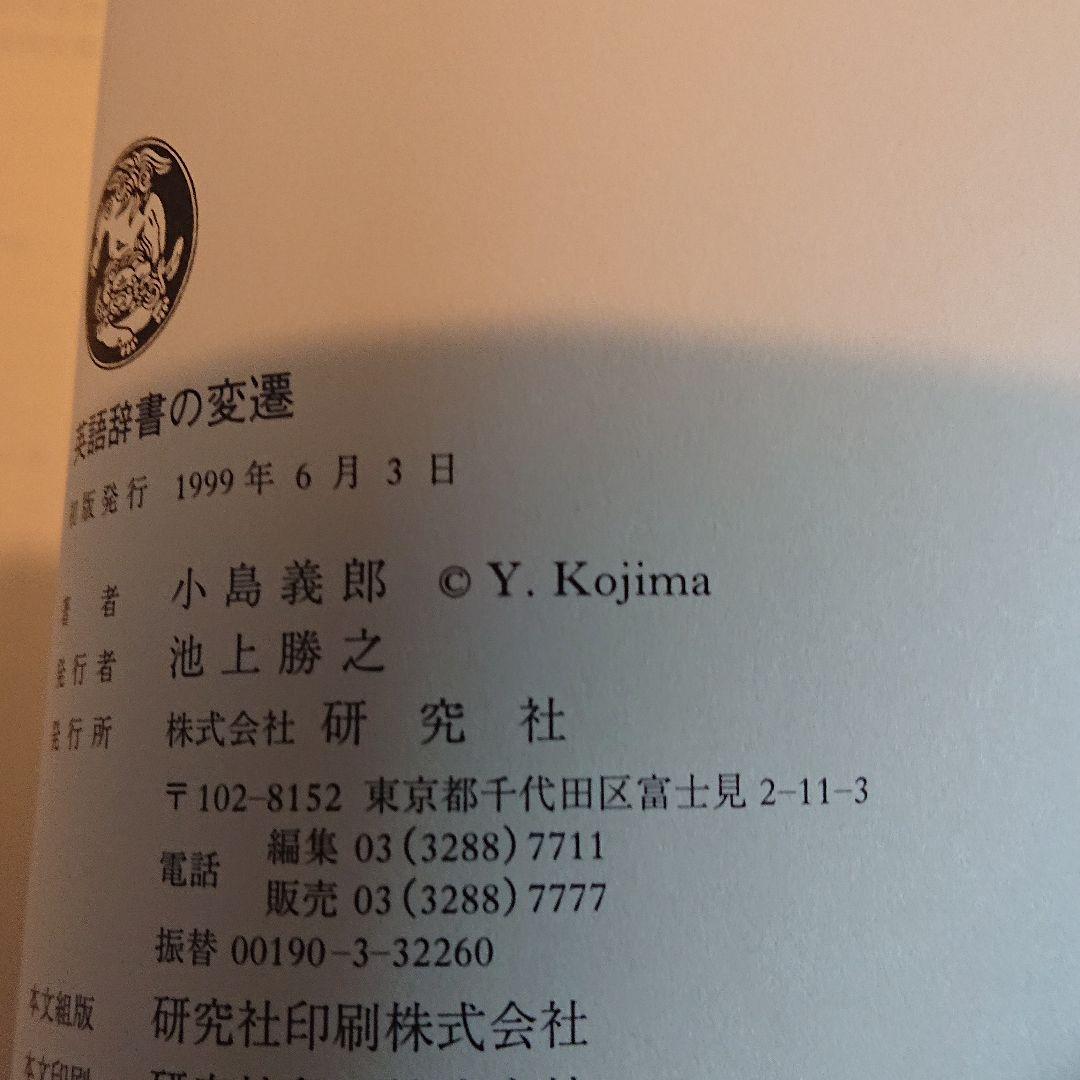 英語辞書の変遷
初版発行 1999年6月3日
著者 小島義郎 © Y. Kojima
発行者 池上勝之
発行所 株式会社 研究社
〒102-8152 東京都千代田区富士見2-11-3
電話 編集 03(3288)7711
販売 03(3288)7777
振替 00190-3-32260
本文組版 研究社印刷株式会社
本文印刷